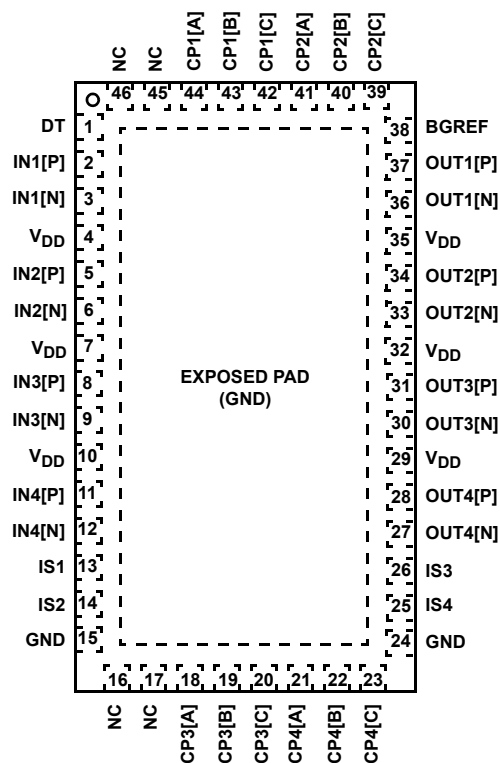 CP1[A] CP1[B] CP1[C] CP2[A] CP2[B] CP2[C]
NC NC
46 45 44 43 42 41 40 39
DT 1 38 BGREF
IN1[P] 2 37 OUT1[P]
IN1[N] 3 36 OUT1[N]
VDD 4 35 VDD
IN2[P] 5 34 OUT2[P]
IN2[N] 6 33 OUT2[N]
VDD 7 32 VDD
IN3[P] 8 31 OUT3[P]
EXPOSED PAD
(GND)
IN3[N] 9 30 OUT3[N]
VDD 10 29 VDD
IN4[P] 11 28 OUT4[P]
IN4[N] 12 27 OUT4[N]
IS1 13 26 IS3
IS2 14 25 IS4
GND 15 24 GND
16 17 18 19 20 21 22 23
NC NC CP3[A] CP3[B] CP3[C] CP4[A] CP4[B] CP4[C]